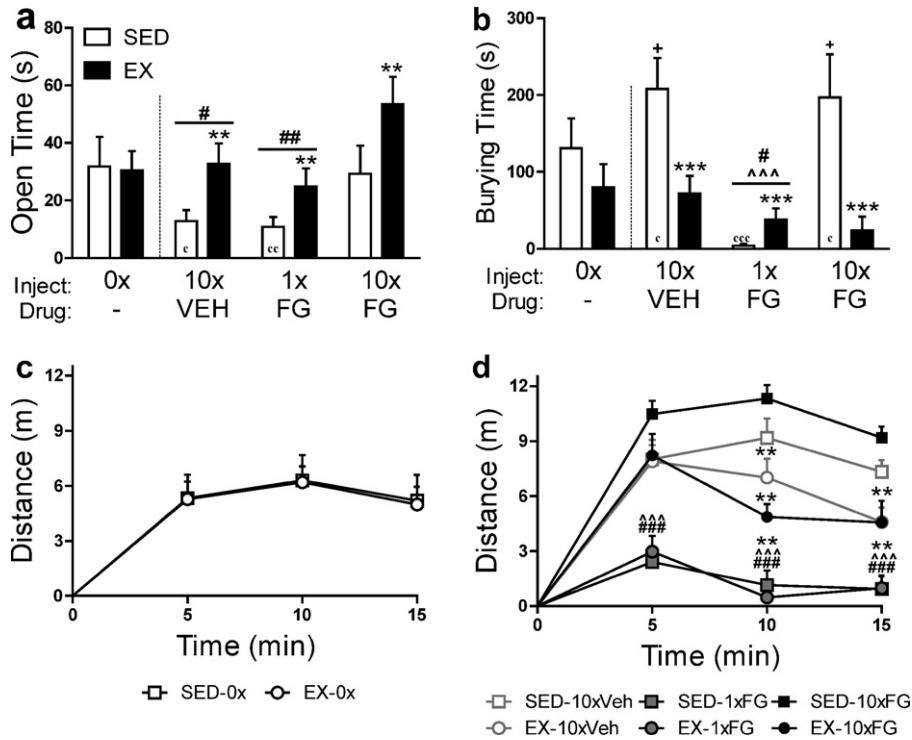 a
SED
EX
Open Time (s)
80
60
40
20
0
#
**
##
**
**
c
cc
Inject: 0x 10x 1x 10x
Drug: - VEH FG FG
b
Burying Time (s)
300
200
100
0
+
***
#
^^^
***
+
***
c
ccc
c
Inject: 0x 10x 1x 10x
Drug: - VEH FG FG
c
Distance (m)
12
9
6
3
0
0 5 10 15
Time (min)
SED-0x EX-0x
d
Distance (m)
12
9
6
3
0
**
**
**
^^^
###
**
^^^
###
**
^^^
###
0 5 10 15
Time (min)
SED-10xVeh SED-1xFG SED-10xFG
EX-10xVeh EX-1xFG EX-10xFG